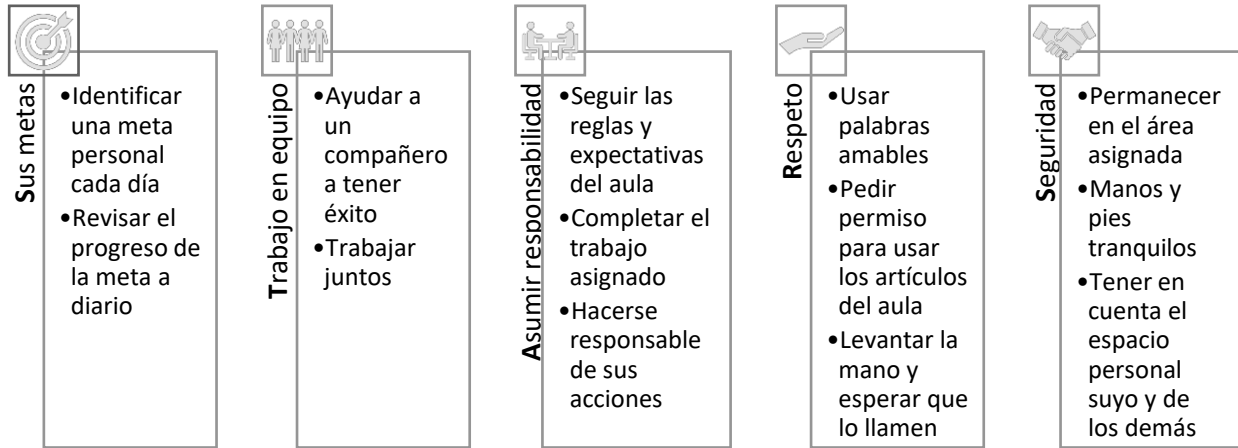 Sus metas
•Identificar
una meta
personal
cada día
•Revisar el
progreso de
la meta a
diario
Trabajo en equipo
•Ayudar a
un
compañero
a tener
éxito
•Trabajar
juntos
Asumir responsabilidad
•Seguir las
reglas y
expectativas
del aula
•Completar el
trabajo
asignado
•Hacerse
responsable
de sus
acciones
Respeto
•Usar
palabras
amables
•Pedir
permiso
para usar
los artículos
del aula
•Levantar la
mano y
esperar que
lo llamen
Seguridad
•Permanecer
en el área
asignada
•Manos y
pies
tranquilos
•Tener en
cuenta el
espacio
personal
suyo y de
los demás